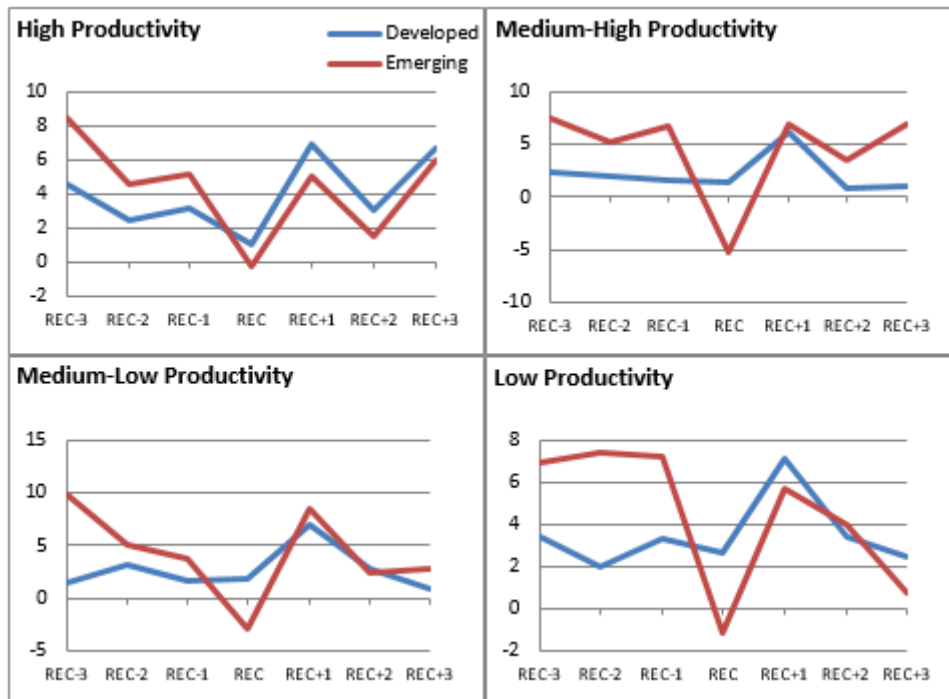 High Productivity
Developed
Emerging
10
8
6
4
2
0
-2
REC-3 REC-2 REC-1 REC REC+1 REC+2 REC+3
Medium-High Productivity
10
5
0
-5
-10
REC-3 REC-2 REC-1 REC REC+1 REC+2 REC+3
Medium-Low Productivity
15
10
5
0
-5
REC-3 REC-2 REC-1 REC REC+1 REC+2 REC+3
Low Productivity
8
6
4
2
0
-2
REC-3 REC-2 REC-1 REC REC+1 REC+2 REC+3